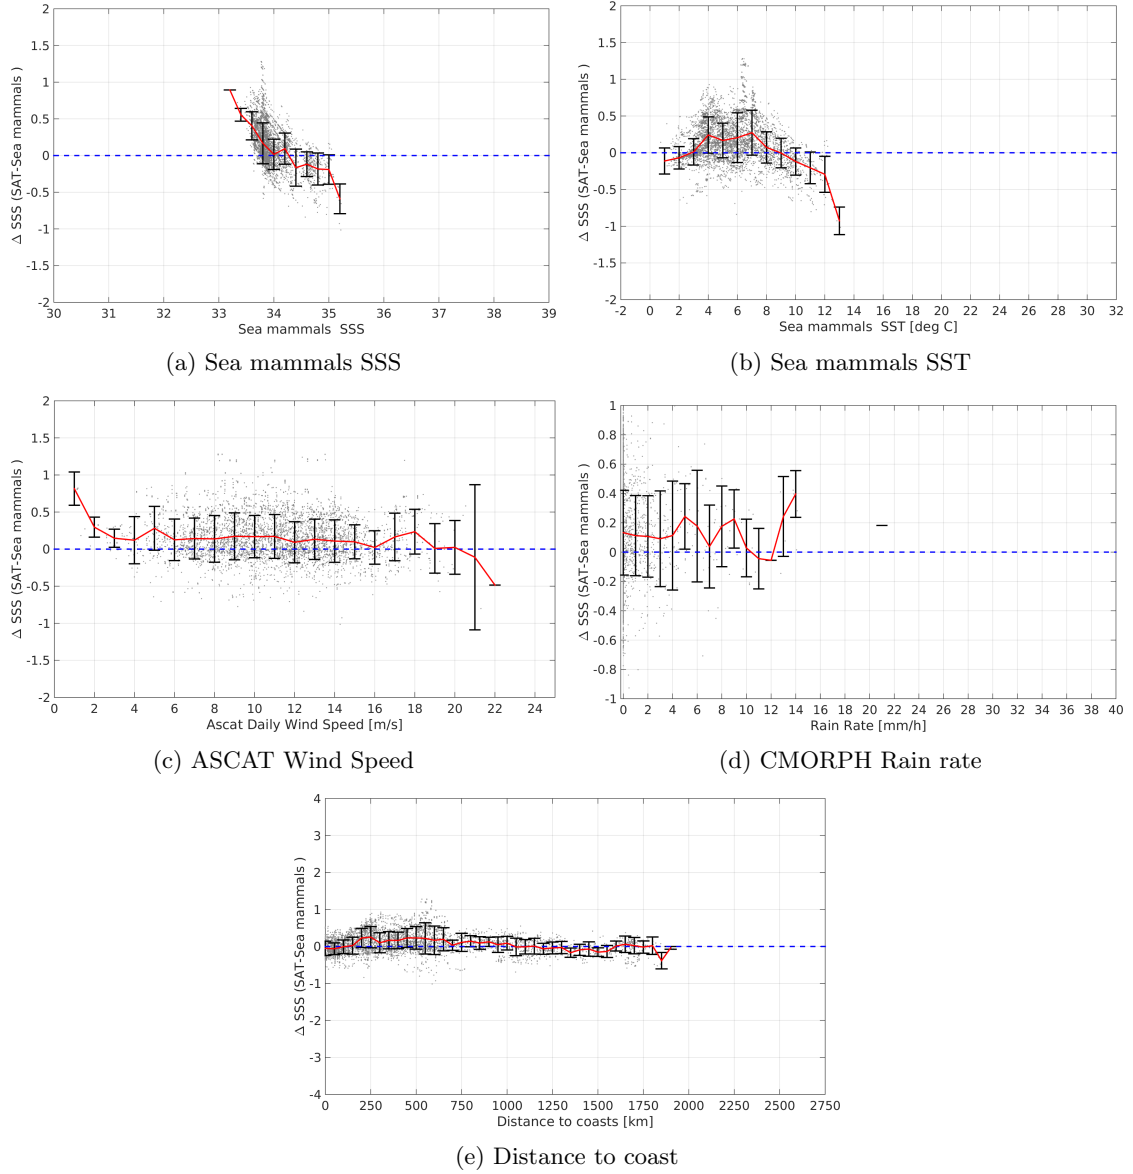 2
1.5
1
0.5
0
-0.5
-1
-1.5
-2
Δ SSS (SAT-Sea mammals )
30 31 32 33 34 35 36 37 38 39
Sea mammals SSS
(a) Sea mammals SSS
2
1.5
1
0.5
0
-0.5
-1
-1.5
-2
Δ SSS (SAT-Sea mammals )
-2 0 2 4 6 8 10 12 14 16 18 20 22 24 26 28 30 32
Sea mammals SST [deg C]
(b) Sea mammals SST
2
1.5
1
0.5
0
-0.5
-1
-1.5
-2
Δ SSS (SAT-Sea mammals )
0 2 4 6 8 10 12 14 16 18 20 22 24
Ascat Daily Wind Speed [m/s]
(c) ASCAT Wind Speed
1
0.8
0.6
0.4
0.2
0
-0.2
-0.4
-0.6
-0.8
-1
Δ SSS (SAT-Sea mammals )
0 2 4 6 8 10 12 14 16 18 20 22 24 26 28 30 32 34 36 38 40
Rain Rate [mm/h]
(d) CMORPH Rain rate
4
3
2
1
0
-1
-2
-3
-4
Δ SSS (SAT-Sea mammals )
0 250 500 750 1000 1250 1500 1750 2000 2250 2500 2750
Distance to coasts [km]
(e) Distance to coast